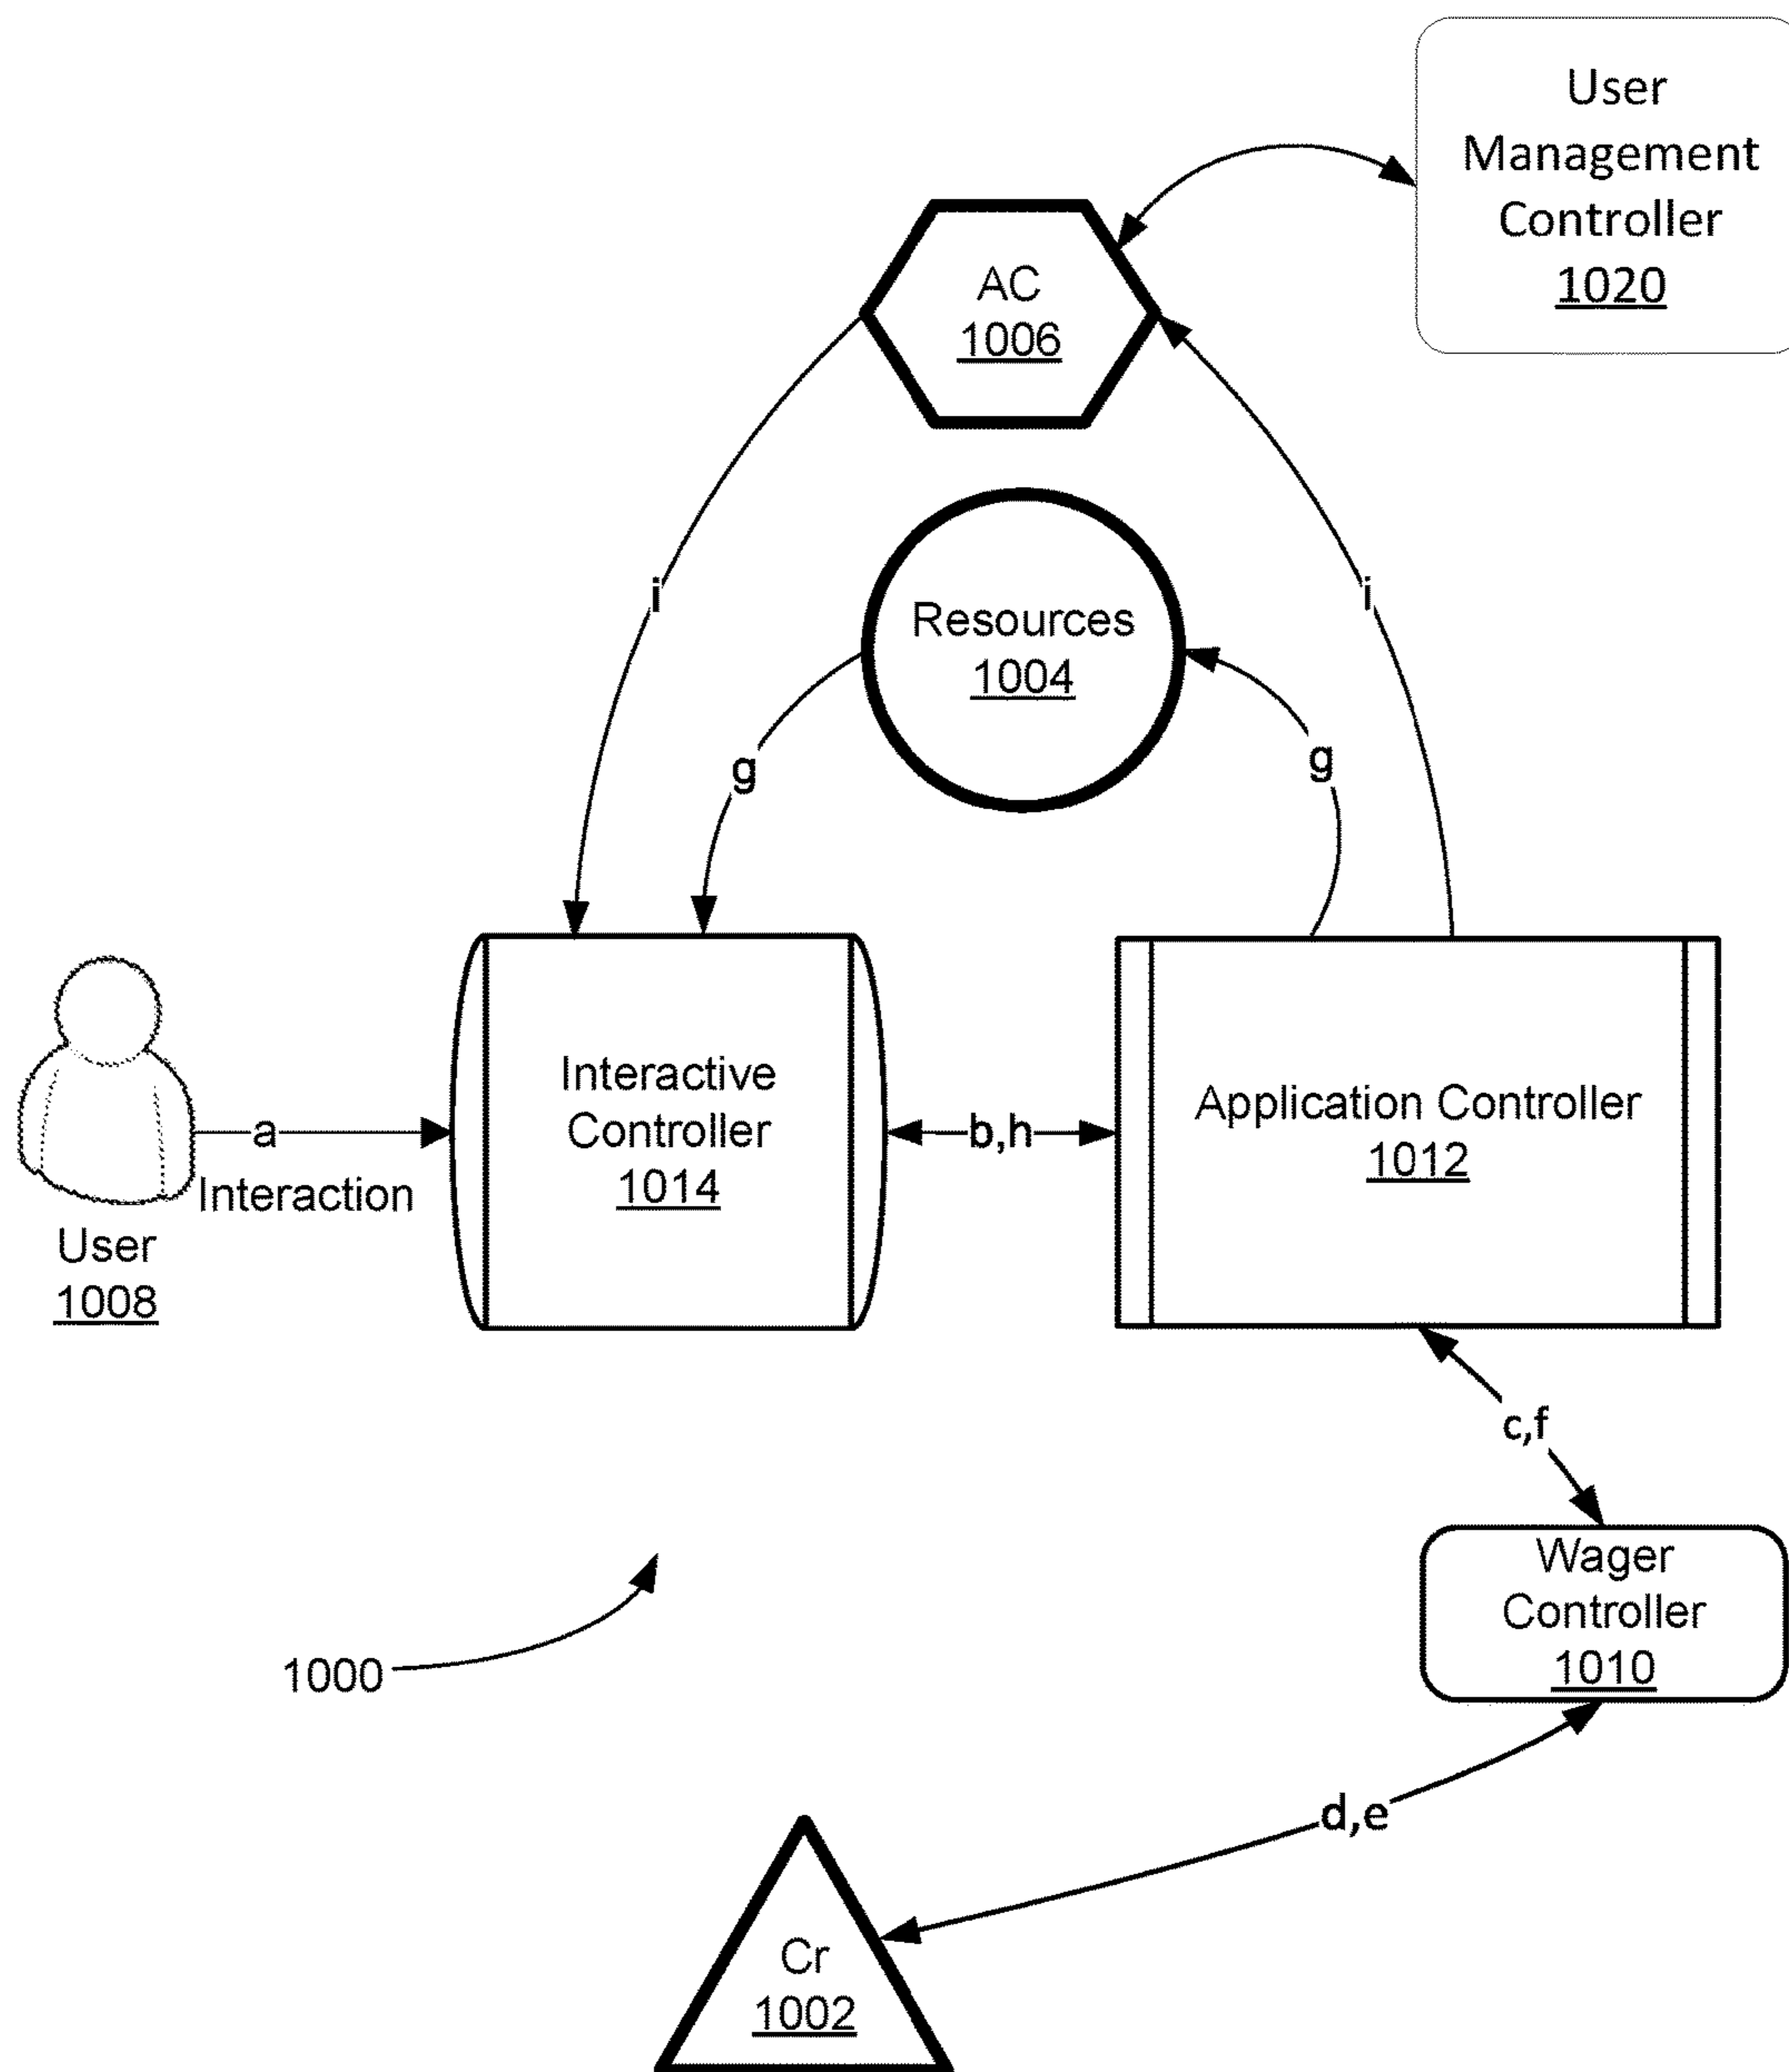 User
Management
Controller
1020
AC
1006
i
i
Resources
1004
g
g
Interactive
Controller
1014
Application Controller
1012
a
Interaction
b,h
User
1008
c,f
Wager
Controller
1010
1000
d,e
Cr
1002